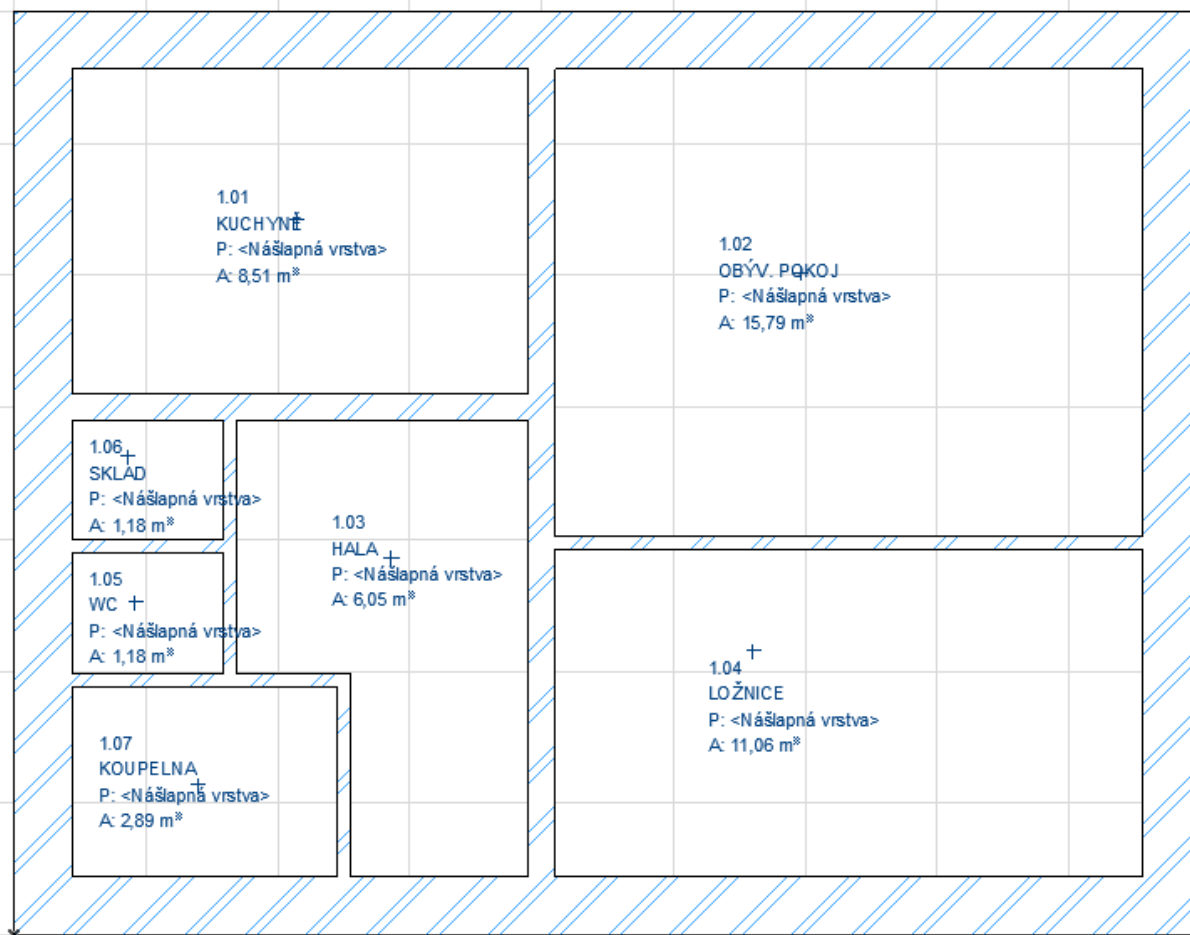 1.01
KUCHYNĚ
P: <Nášlapná vrstva>
A: 8,51 m²
1.02
OBÝV. POKOJ
P: <Nášlapná vrstva>
A: 15,79 m²
1.06
SKLAD
P: <Nášlapná vrstva>
A: 1,18 m²
1.03
HALA
P: <Nášlapná vrstva>
A: 6,05 m²
1.05
WC
P: <Nášlapná vrstva>
A: 1,18 m²
1.04
LOŽNICE
P: <Nášlapná vrstva>
A: 11,06 m²
1.07
KOUPELNA
P: <Nášlapná vrstva>
A: 2,89 m²